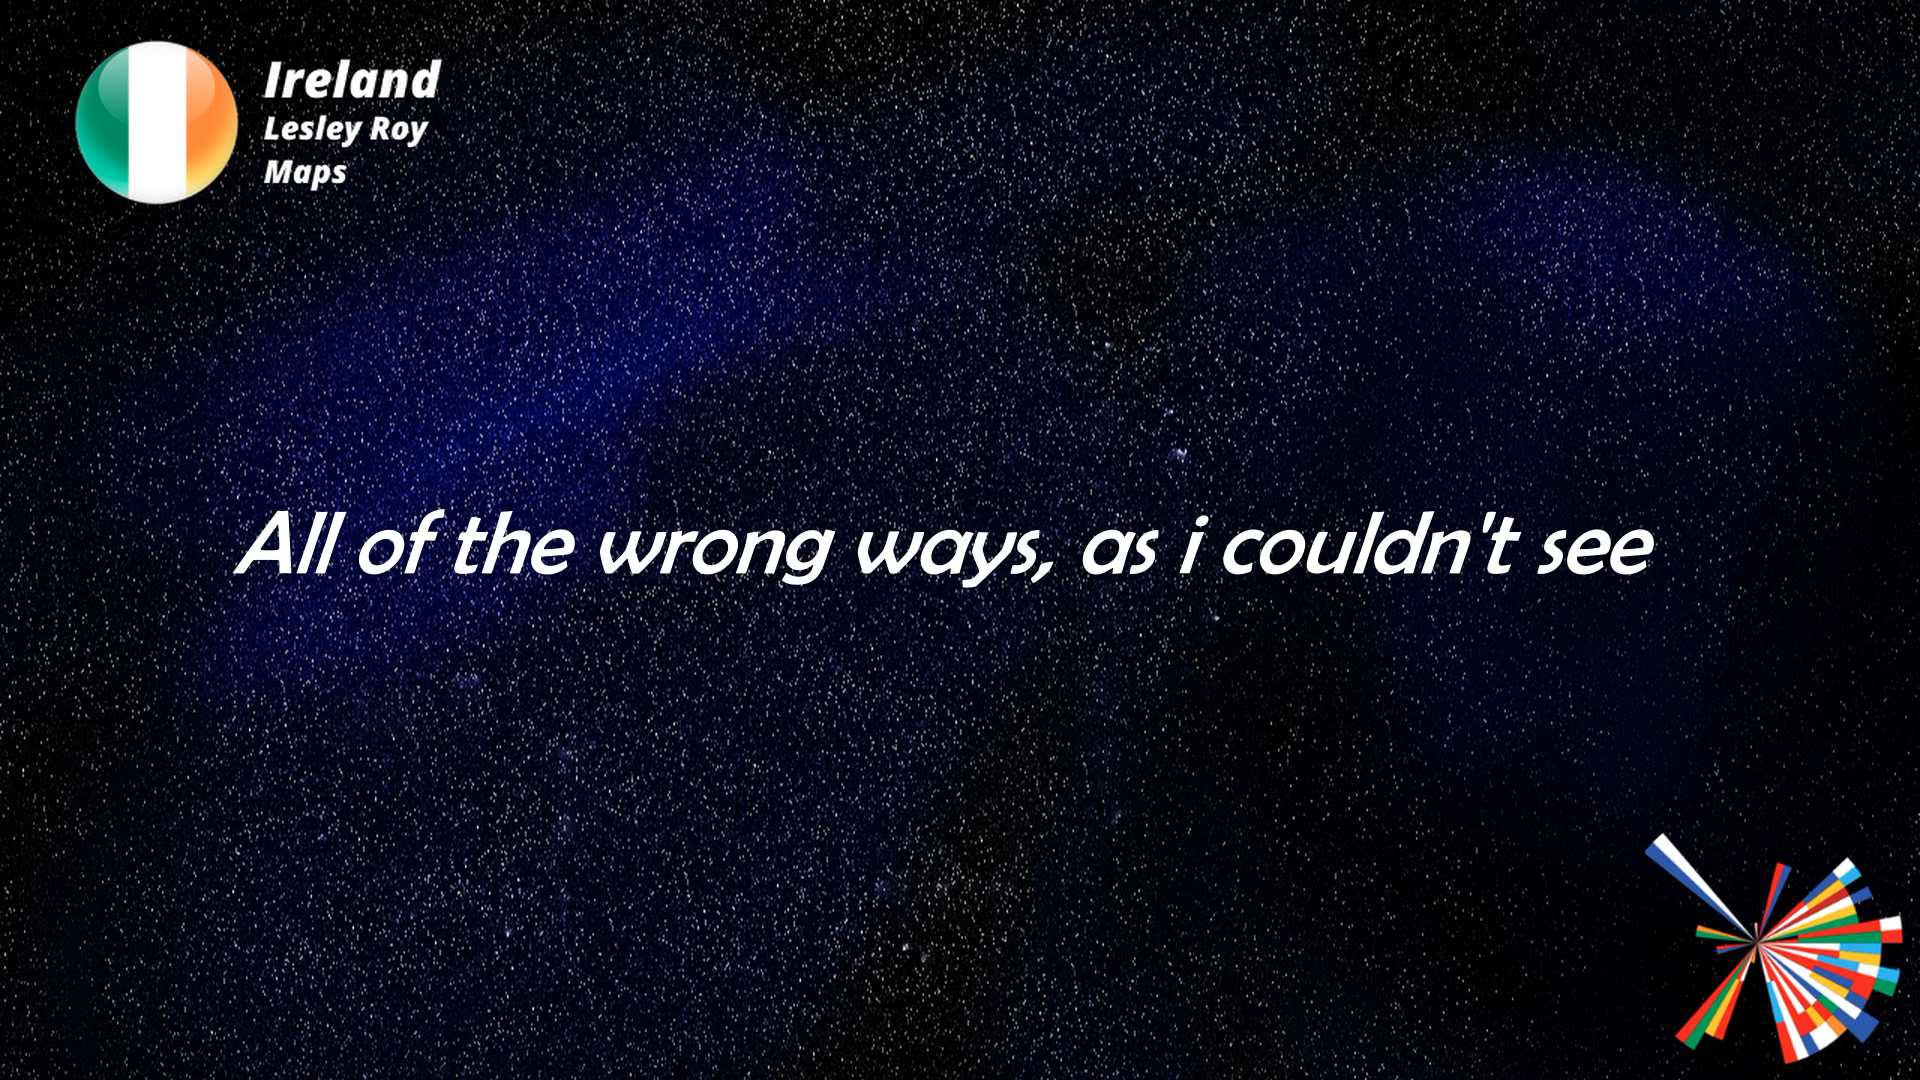 Ireland
Lesley Roy
Maps
All of the wrong ways, as i couldn't see